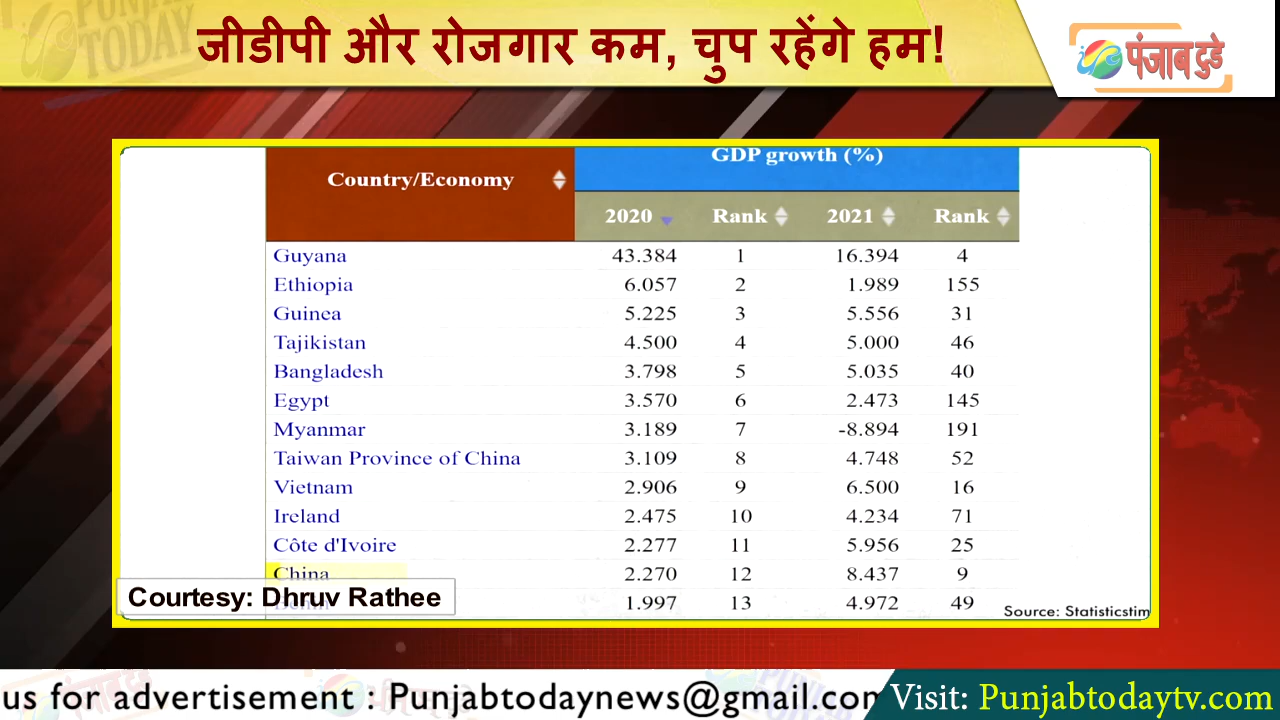 जीडीपी और रोजगार कम, चुप रहेंगे हम!
पंजाब टुडे
GDP growth (%)
Country/Economy
2020 Rank 2021 Rank
Guyana 43.384 1 16.394 4
Ethiopia 6.057 2 1.989 155
Guinea 5.225 3 5.556 31
Tajikistan 4.500 4 5.000 46
Bangladesh 3.798 5 5.035 40
Egypt 3.570 6 2.473 145
Myanmar 3.189 7 -8.894 191
Taiwan Province of China 3.109 8 4.748 52
Vietnam 2.906 9 6.500 16
Ireland 2.475 10 4.234 71
Côte d'Ivoire 2.277 11 5.956 25
China 2.270 12 8.437 9
1.997 13 4.972 49
Courtesy: Dhruv Rathee
Source: Statisticstim
us for advertisement : Punjabtodaynews@gmail.com
Visit: Punjabtodaytv.com